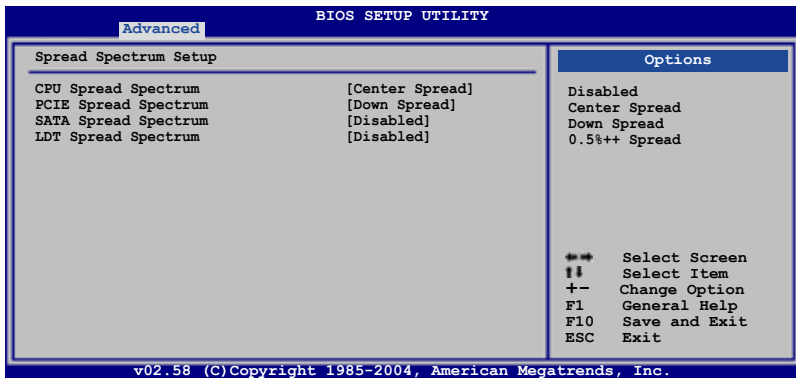 BIOS SETUP UTILITY
Advanced
Spread Spectrum Setup
CPU Spread Spectrum [Center Spread]
PCIE Spread Spectrum [Down Spread]
SATA Spread Spectrum [Disabled]
LDT Spread Spectrum [Disabled]
Options
Disabled
Center Spread
Down Spread
0.5%++ Spread
←→ Select Screen
↑↓ Select Item
+- Change Option
F1 General Help
F10 Save and Exit
ESC Exit
v02.58 (C)Copyright 1985-2004, American Megatrends, Inc.